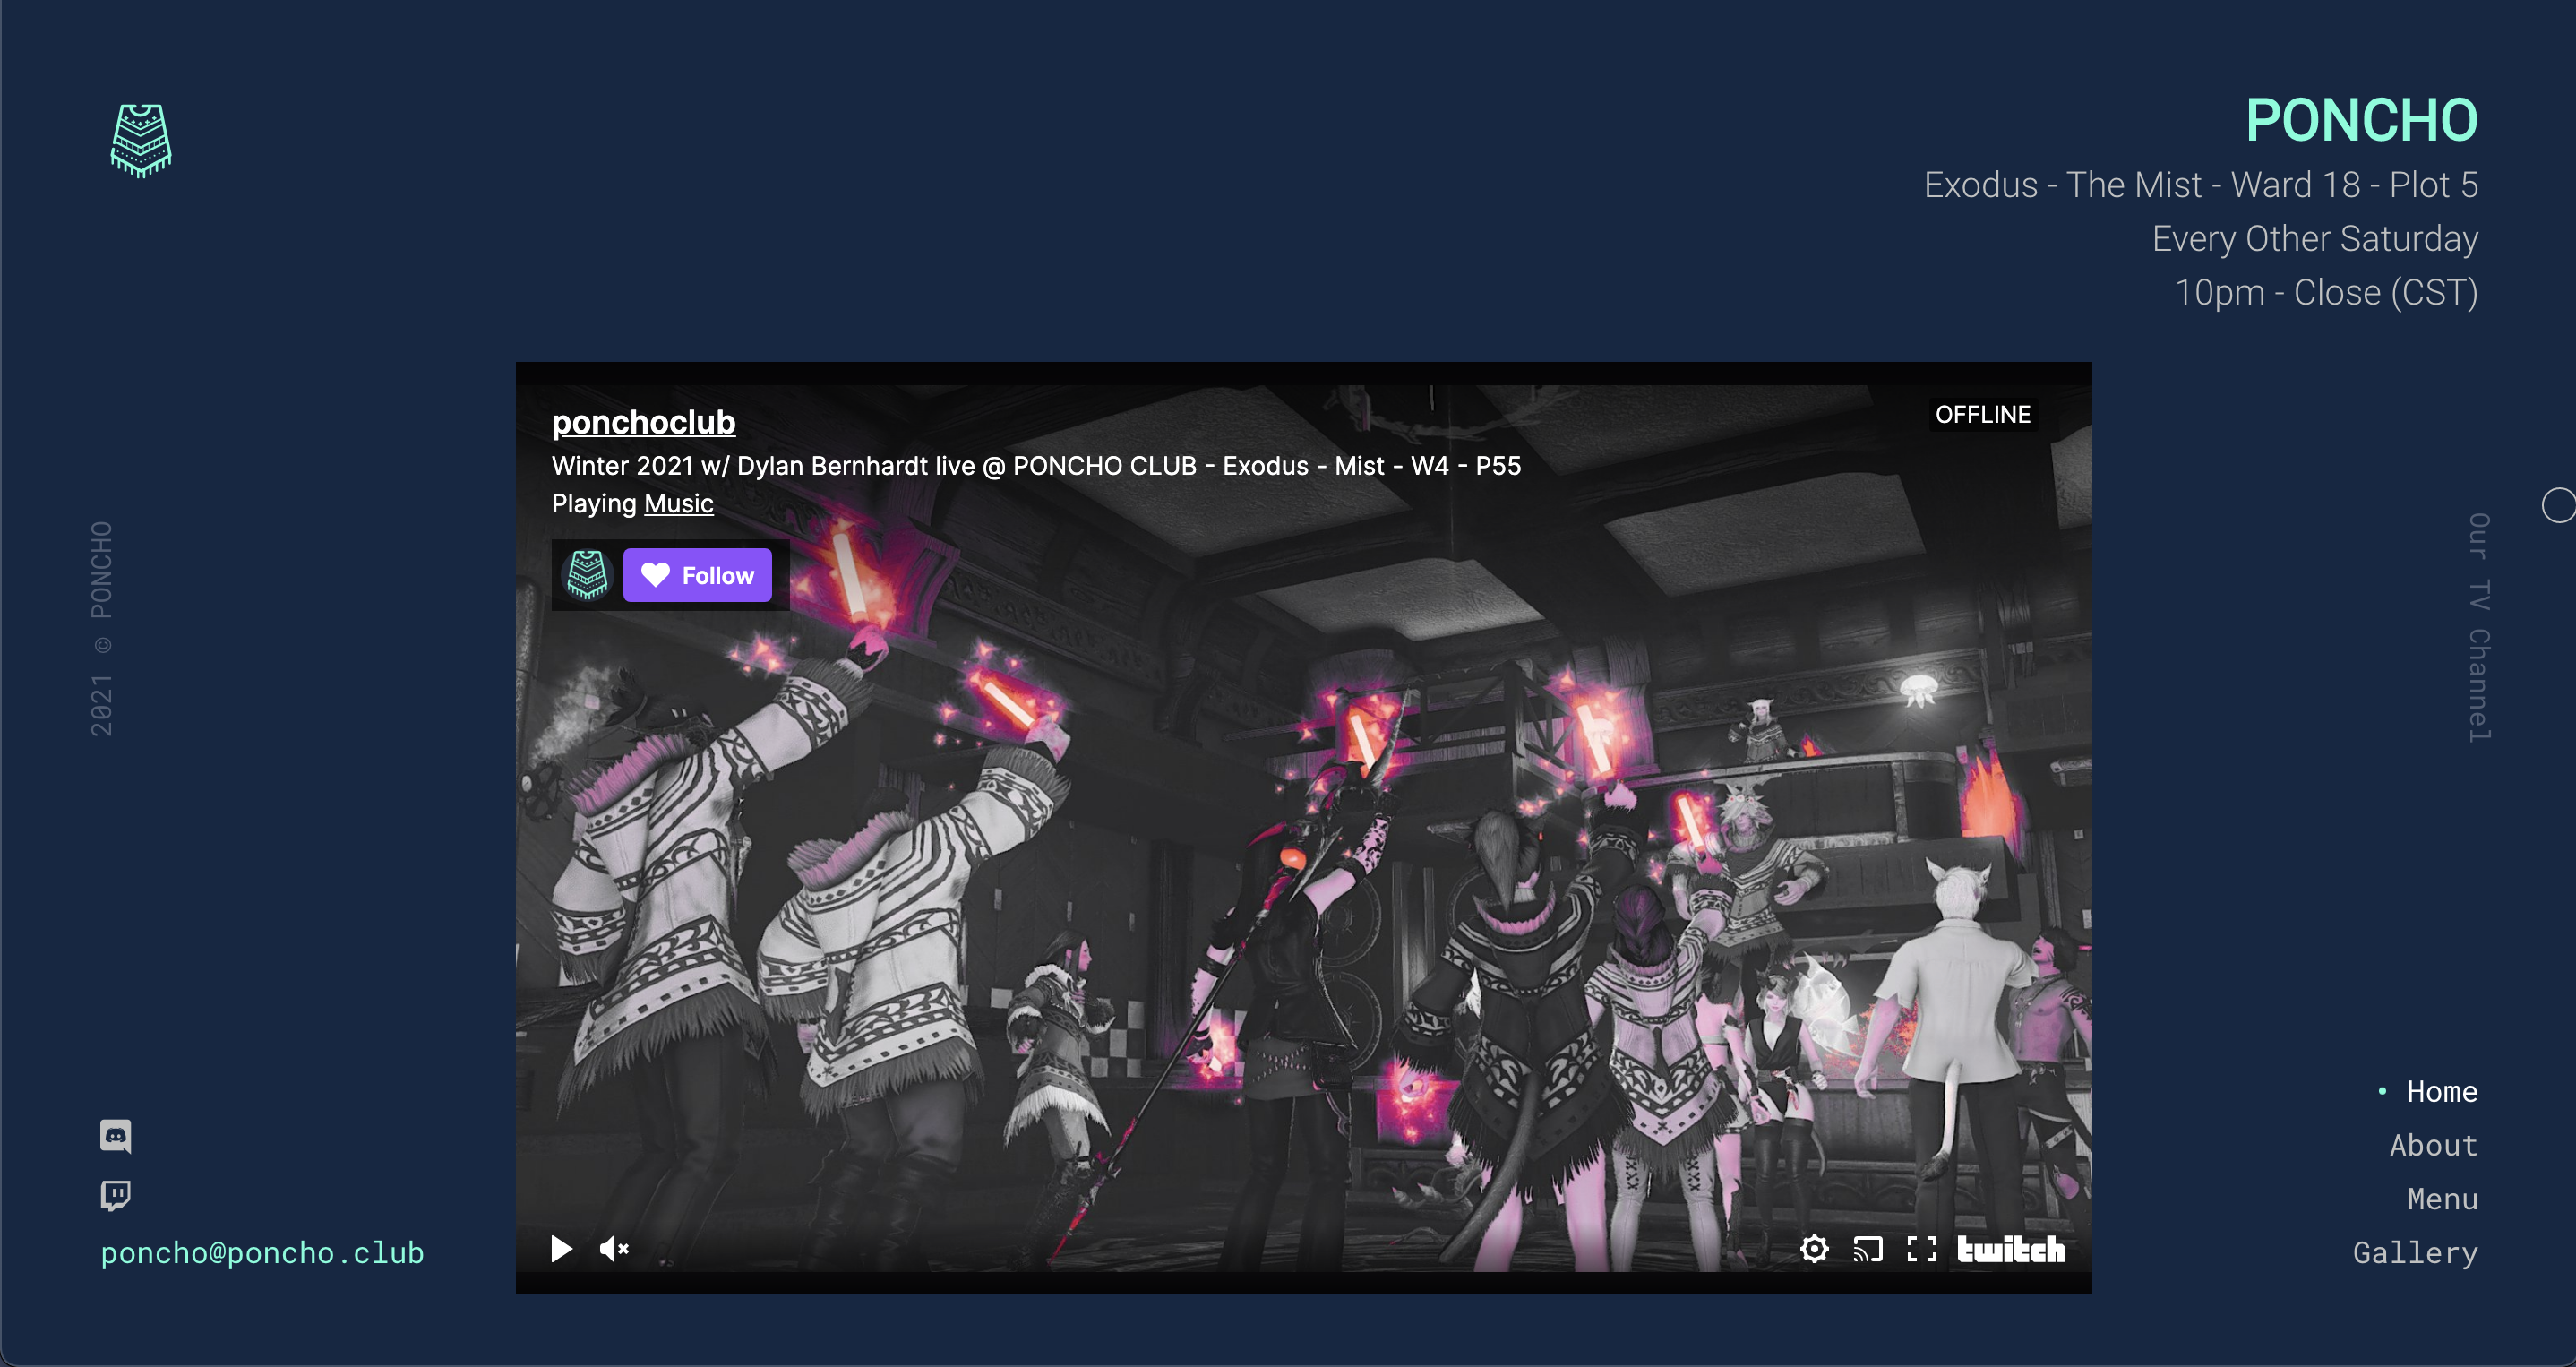 PONCHO
Exodus - The Mist - Ward 18 - Plot 5
Every Other Saturday
10pm - Close (CST)
ponchoclub
OFFLINE
Winter 2021 w/ Dylan Bernhardt live @ PONCHO CLUB - Exodus - Mist - W4 - P55
Playing Music
Follow
2021 © PONCHO
Our TV Channel
Home
About
Menu
Gallery
poncho@poncho.club
twitch